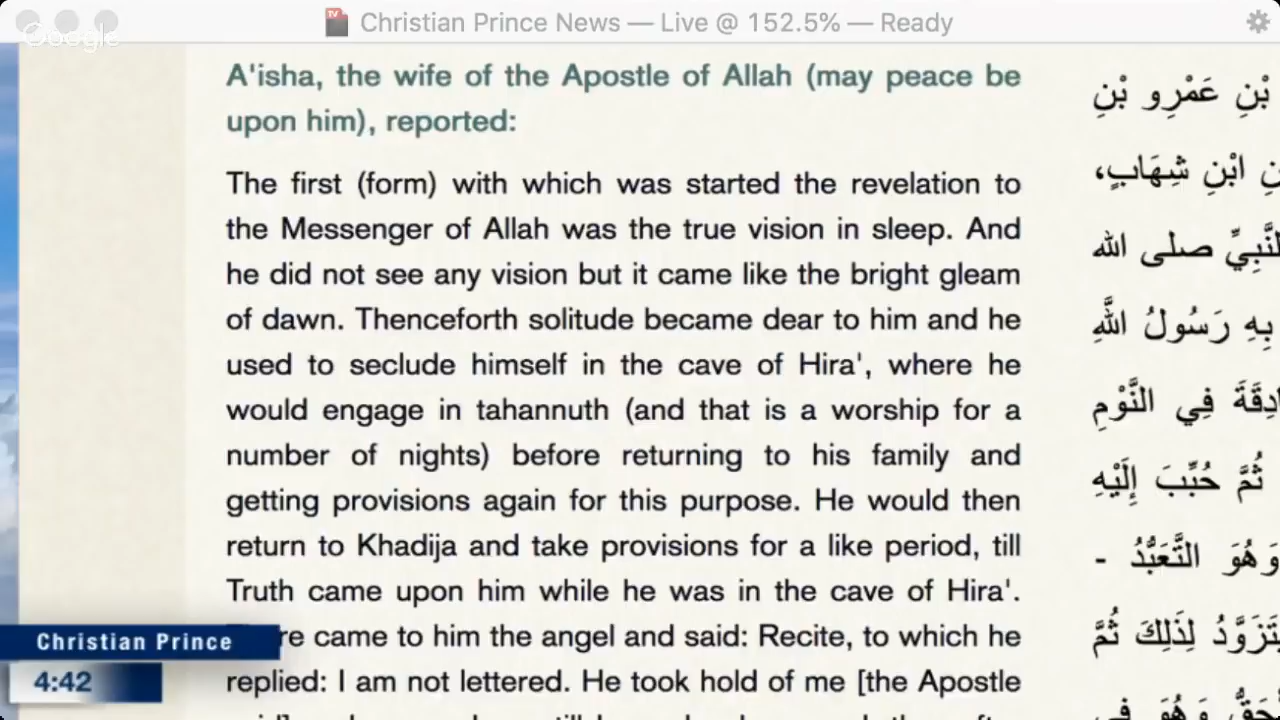 Christian Prince News — Live @ 152.5% — Ready
Google
A'isha, the wife of the Apostle of Allah (may peace be
upon him), reported:
The first (form) with which was started the revelation to
the Messenger of Allah was the true vision in sleep. And
he did not see any vision but it came like the bright gleam
of dawn. Thenceforth solitude became dear to him and he
used to seclude himself in the cave of Hira', where he
would engage in tahannuth (and that is a worship for a
number of nights) before returning to his family and
getting provisions again for this purpose. He would then
return to Khadija and take provisions for a like period, till
Truth came upon him while he was in the cave of Hira'.
came to him the angel and said: Recite, to which he
replied: I am not lettered. He took hold of me [the Apostle
بْنِ عَمْرِو بْنِ
ابْنِ شِهَابٍ،
النَّبِيِّ صلى الله
بِهِ رَسُولُ اللَّهِ
فِي النَّوْمِ
ثُمَّ حُبِّبَ إِلَيْهِ
وَهُوَ التَّعَبُّدُ -
لِذَلِكَ ثُمَّ
وَهُوَ فِي
Christian Prince
4:42